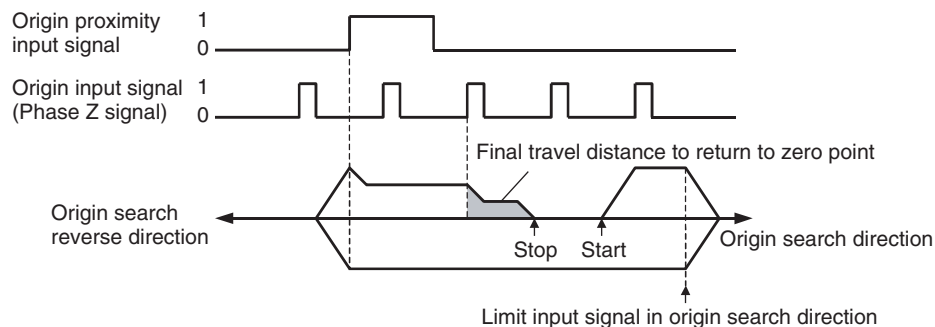 Origin proximity
input signal
1
0
Origin input signal
(Phase Z signal)
1
0
Final travel distance to return to zero point
Origin search
reverse direction
Stop
Start
Origin search direction
Limit input signal in origin search direction